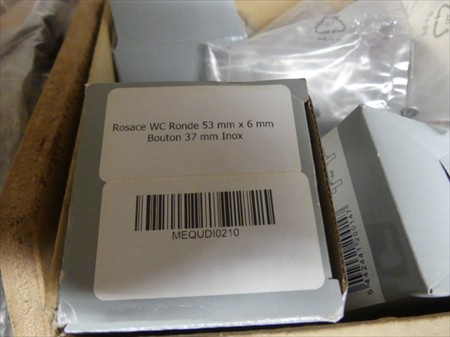 Rosace WC Ronde 53 mm x 6 mm
Bouton 37 mm Inox
MEQUDI0210